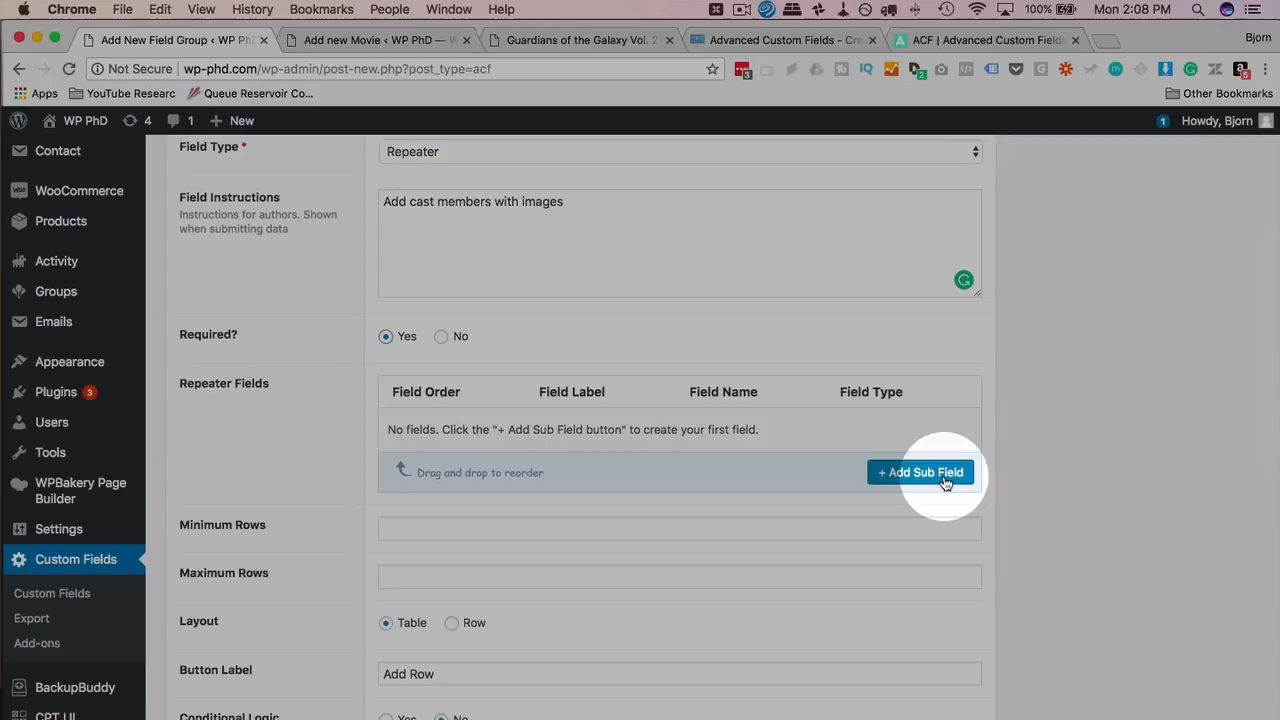 Chrome File Edit View History Bookmarks People Window Help 100% Mon 2:08 PM
Add New Field Group ‹ WP PhD Add new Movie ‹ WP PhD — W Guardians of the Galaxy Vol. 2 Advanced Custom Fields - Cre ACF | Advanced Custom Fields Bjorn
Not Secure wp-phd.com/wp-admin/post-new.php?post_type=acf
Apps YouTube Researc Queue Reservoir Co... Other Bookmarks
WP PhD 4 1 New 1 Howdy, Bjorn
Contact
WooCommerce
Products
Activity
Groups
Emails
Appearance
Plugins 3
Users
Tools
WPBakery Page
Builder
Settings
Custom Fields
Custom Fields
Export
Add-ons
BackupBuddy
CPT UI
Field Type *
Repeater
Field Instructions
Instructions for authors. Shown
when submitting data
Add cast members with images
Required?
Yes No
Repeater Fields
Field Order Field Label Field Name Field Type
No fields. Click the "+ Add Sub Field button" to create your first field.
Drag and drop to reorder
+ Add Sub Field
Minimum Rows
Maximum Rows
Layout
Table Row
Button Label
Add Row
Conditional Logic
Yes No